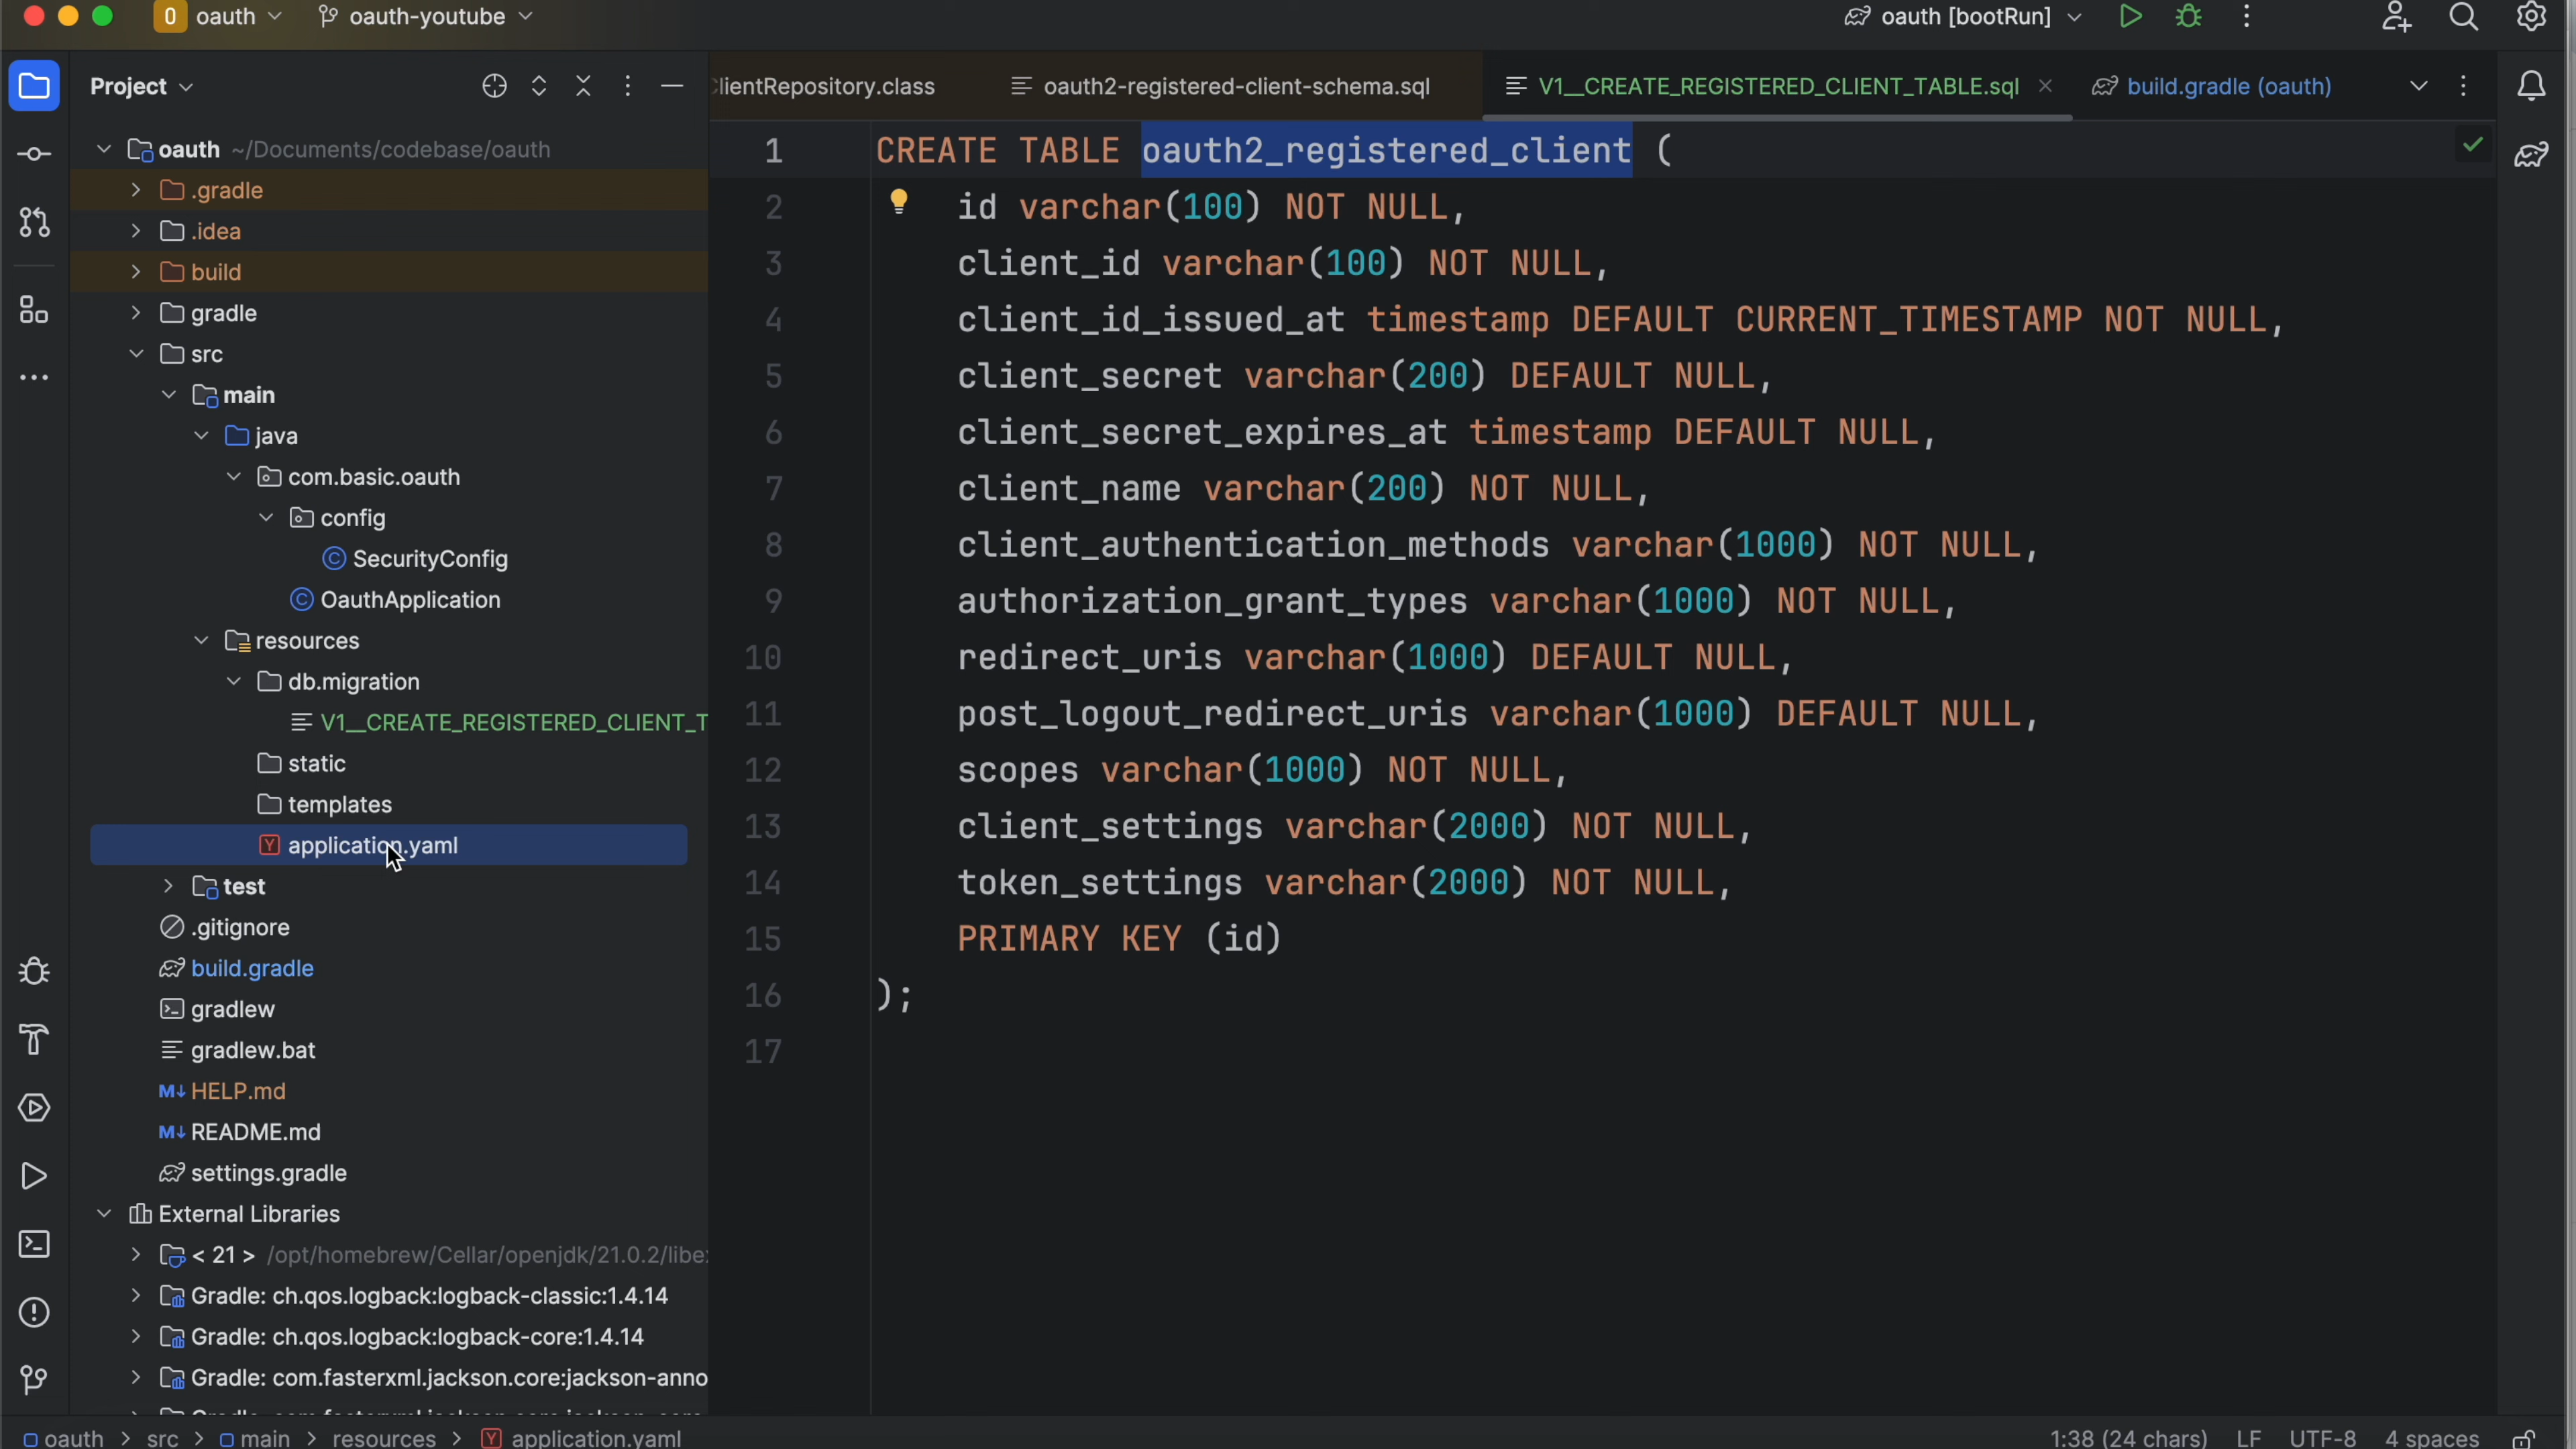 O oauth oauth-youtube oauth [bootRun]
Project
lientRepository.class oauth2-registered-client-schema.sql V1__CREATE_REGISTERED_CLIENT_TABLE.sql build.gradle (oauth)
oauth ~/Documents/codebase/oauth
.gradle
.idea
build
gradle
src
main
java
com.basic.oauth
config
SecurityConfig
OauthApplication
resources
db.migration
V1__CREATE_REGISTERED_CLIENT_T
static
templates
application.yaml
test
.gitignore
build.gradle
gradlew
gradlew.bat
HELP.md
README.md
settings.gradle
External Libraries
< 21 > /opt/homebrew/Cellar/openjdk/21.0.2/libe
Gradle: ch.qos.logback:logback-classic:1.4.14
Gradle: ch.qos.logback:logback-core:1.4.14
Gradle: com.fasterxml.jackson.core:jackson-anno
1 CREATE TABLE oauth2_registered_client (
2 id varchar(100) NOT NULL,
3 client_id varchar(100) NOT NULL,
4 client_id_issued_at timestamp DEFAULT CURRENT_TIMESTAMP NOT NULL,
5 client_secret varchar(200) DEFAULT NULL,
6 client_secret_expires_at timestamp DEFAULT NULL,
7 client_name varchar(200) NOT NULL,
8 client_authentication_methods varchar(1000) NOT NULL,
9 authorization_grant_types varchar(1000) NOT NULL,
10 redirect_uris varchar(1000) DEFAULT NULL,
11 post_logout_redirect_uris varchar(1000) DEFAULT NULL,
12 scopes varchar(1000) NOT NULL,
13 client_settings varchar(2000) NOT NULL,
14 token_settings varchar(2000) NOT NULL,
15 PRIMARY KEY (id)
16 );
17
oauth > src > main > resources > application.yaml 1:38 (24 chars) LF UTF-8 4 spaces